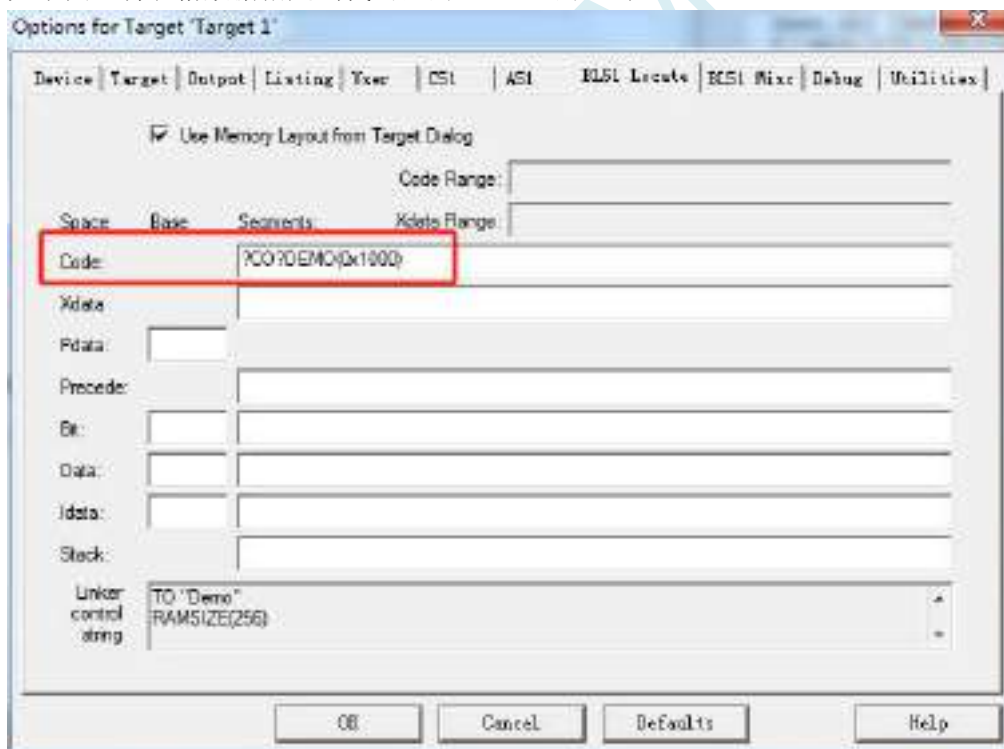 Options for Target 'Target 1'
Device Target Output Listing User C51 A51 BL51 Locate BL51 Misc Debug Utilities
Use Memory Layout from Target Dialog
Code Range:
Space Base Segments: Xdata Range:
Code: ?CO?DEMO(0x1000)
Xdata:
Pdata:
Precede:
Bit:
Data:
Idata:
Stack:
Linker
control
string
TO "Demo"
RAMSIZE(256)
OK Cancel Defaults Help